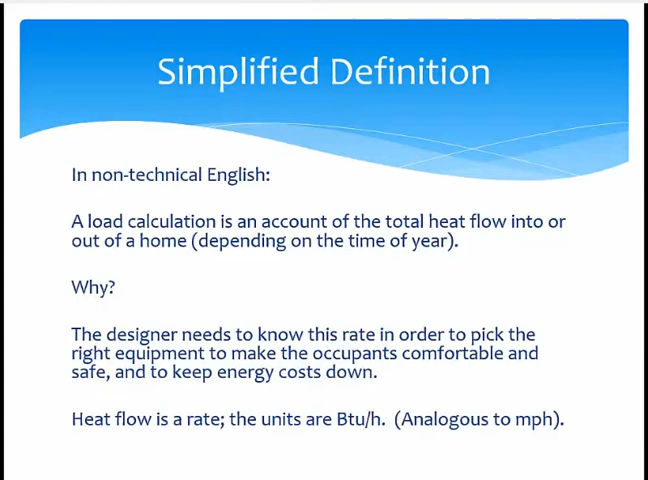 Simplified Definition
In non-technical English:
A load calculation is an account of the total heat flow into or
out of a home (depending on the time of year).
Why?
The designer needs to know this rate in order to pick the
right equipment to make the occupants comfortable and
safe, and to keep energy costs down.
Heat flow is a rate; the units are Btu/h.  (Analogous to mph).